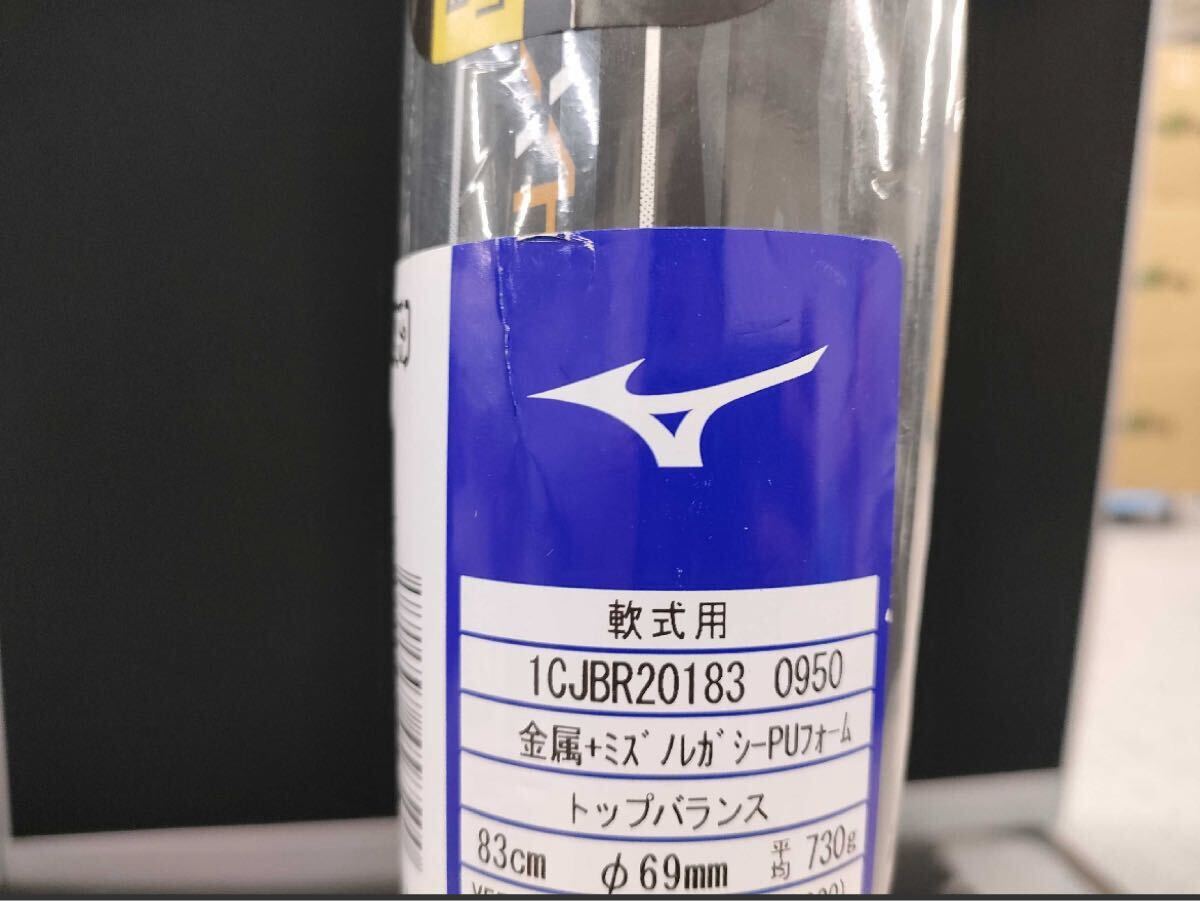 軟式用
1CJBR20183 0950
金属+ミズノレガシーPUフォーム
トップバランス
83cm φ69mm 平均 730g